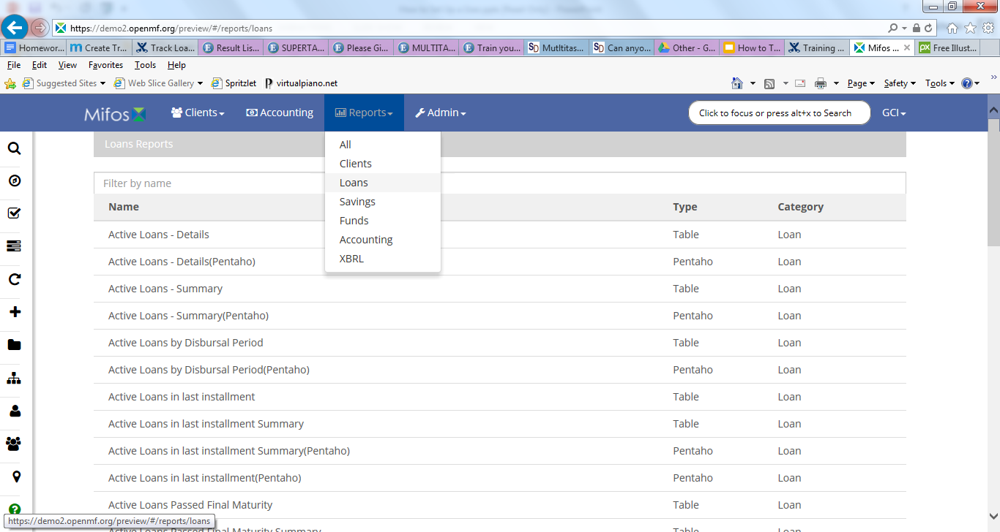 https://demo2.openmf.org/preview/#/reports/loans
Homewor... Create Tr... Track Loa... Result Lis... SUPERTA... Please Gi... MULTITA... Train you... Mutltitas... Can anyo... Other - G... How to T... Training ... Mifos ... Free Illust...
File Edit View Favorites Tools Help
Suggested Sites Web Slice Gallery Spritzlet virtualpiano.net Page Safety Tools
Mifos Clients Accounting Reports Admin Click to focus or press alt+x to Search GCI
All
Clients
Loans
Savings
Funds
Accounting
XBRL
Loans Reports
Filter by name
Name Type Category
Active Loans - Details Table Loan
Active Loans - Details(Pentaho) Pentaho Loan
Active Loans - Summary Table Loan
Active Loans - Summary(Pentaho) Pentaho Loan
Active Loans by Disbursal Period Table Loan
Active Loans by Disbursal Period(Pentaho) Pentaho Loan
Active Loans in last installment Table Loan
Active Loans in last installment Summary Table Loan
Active Loans in last installment Summary(Pentaho) Pentaho Loan
Active Loans in last installment(Pentaho) Pentaho Loan
Active Loans Passed Final Maturity Table Loan
Maturity Summary Table Loan
https://demo2.openmf.org/preview/#/reports/loans